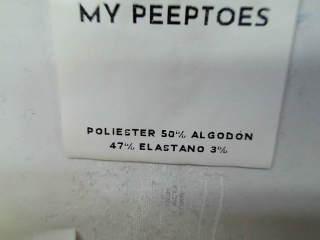 MY PEEPTOES
POLIESTER 50% ALGODÓN
47% ELASTANO 3%